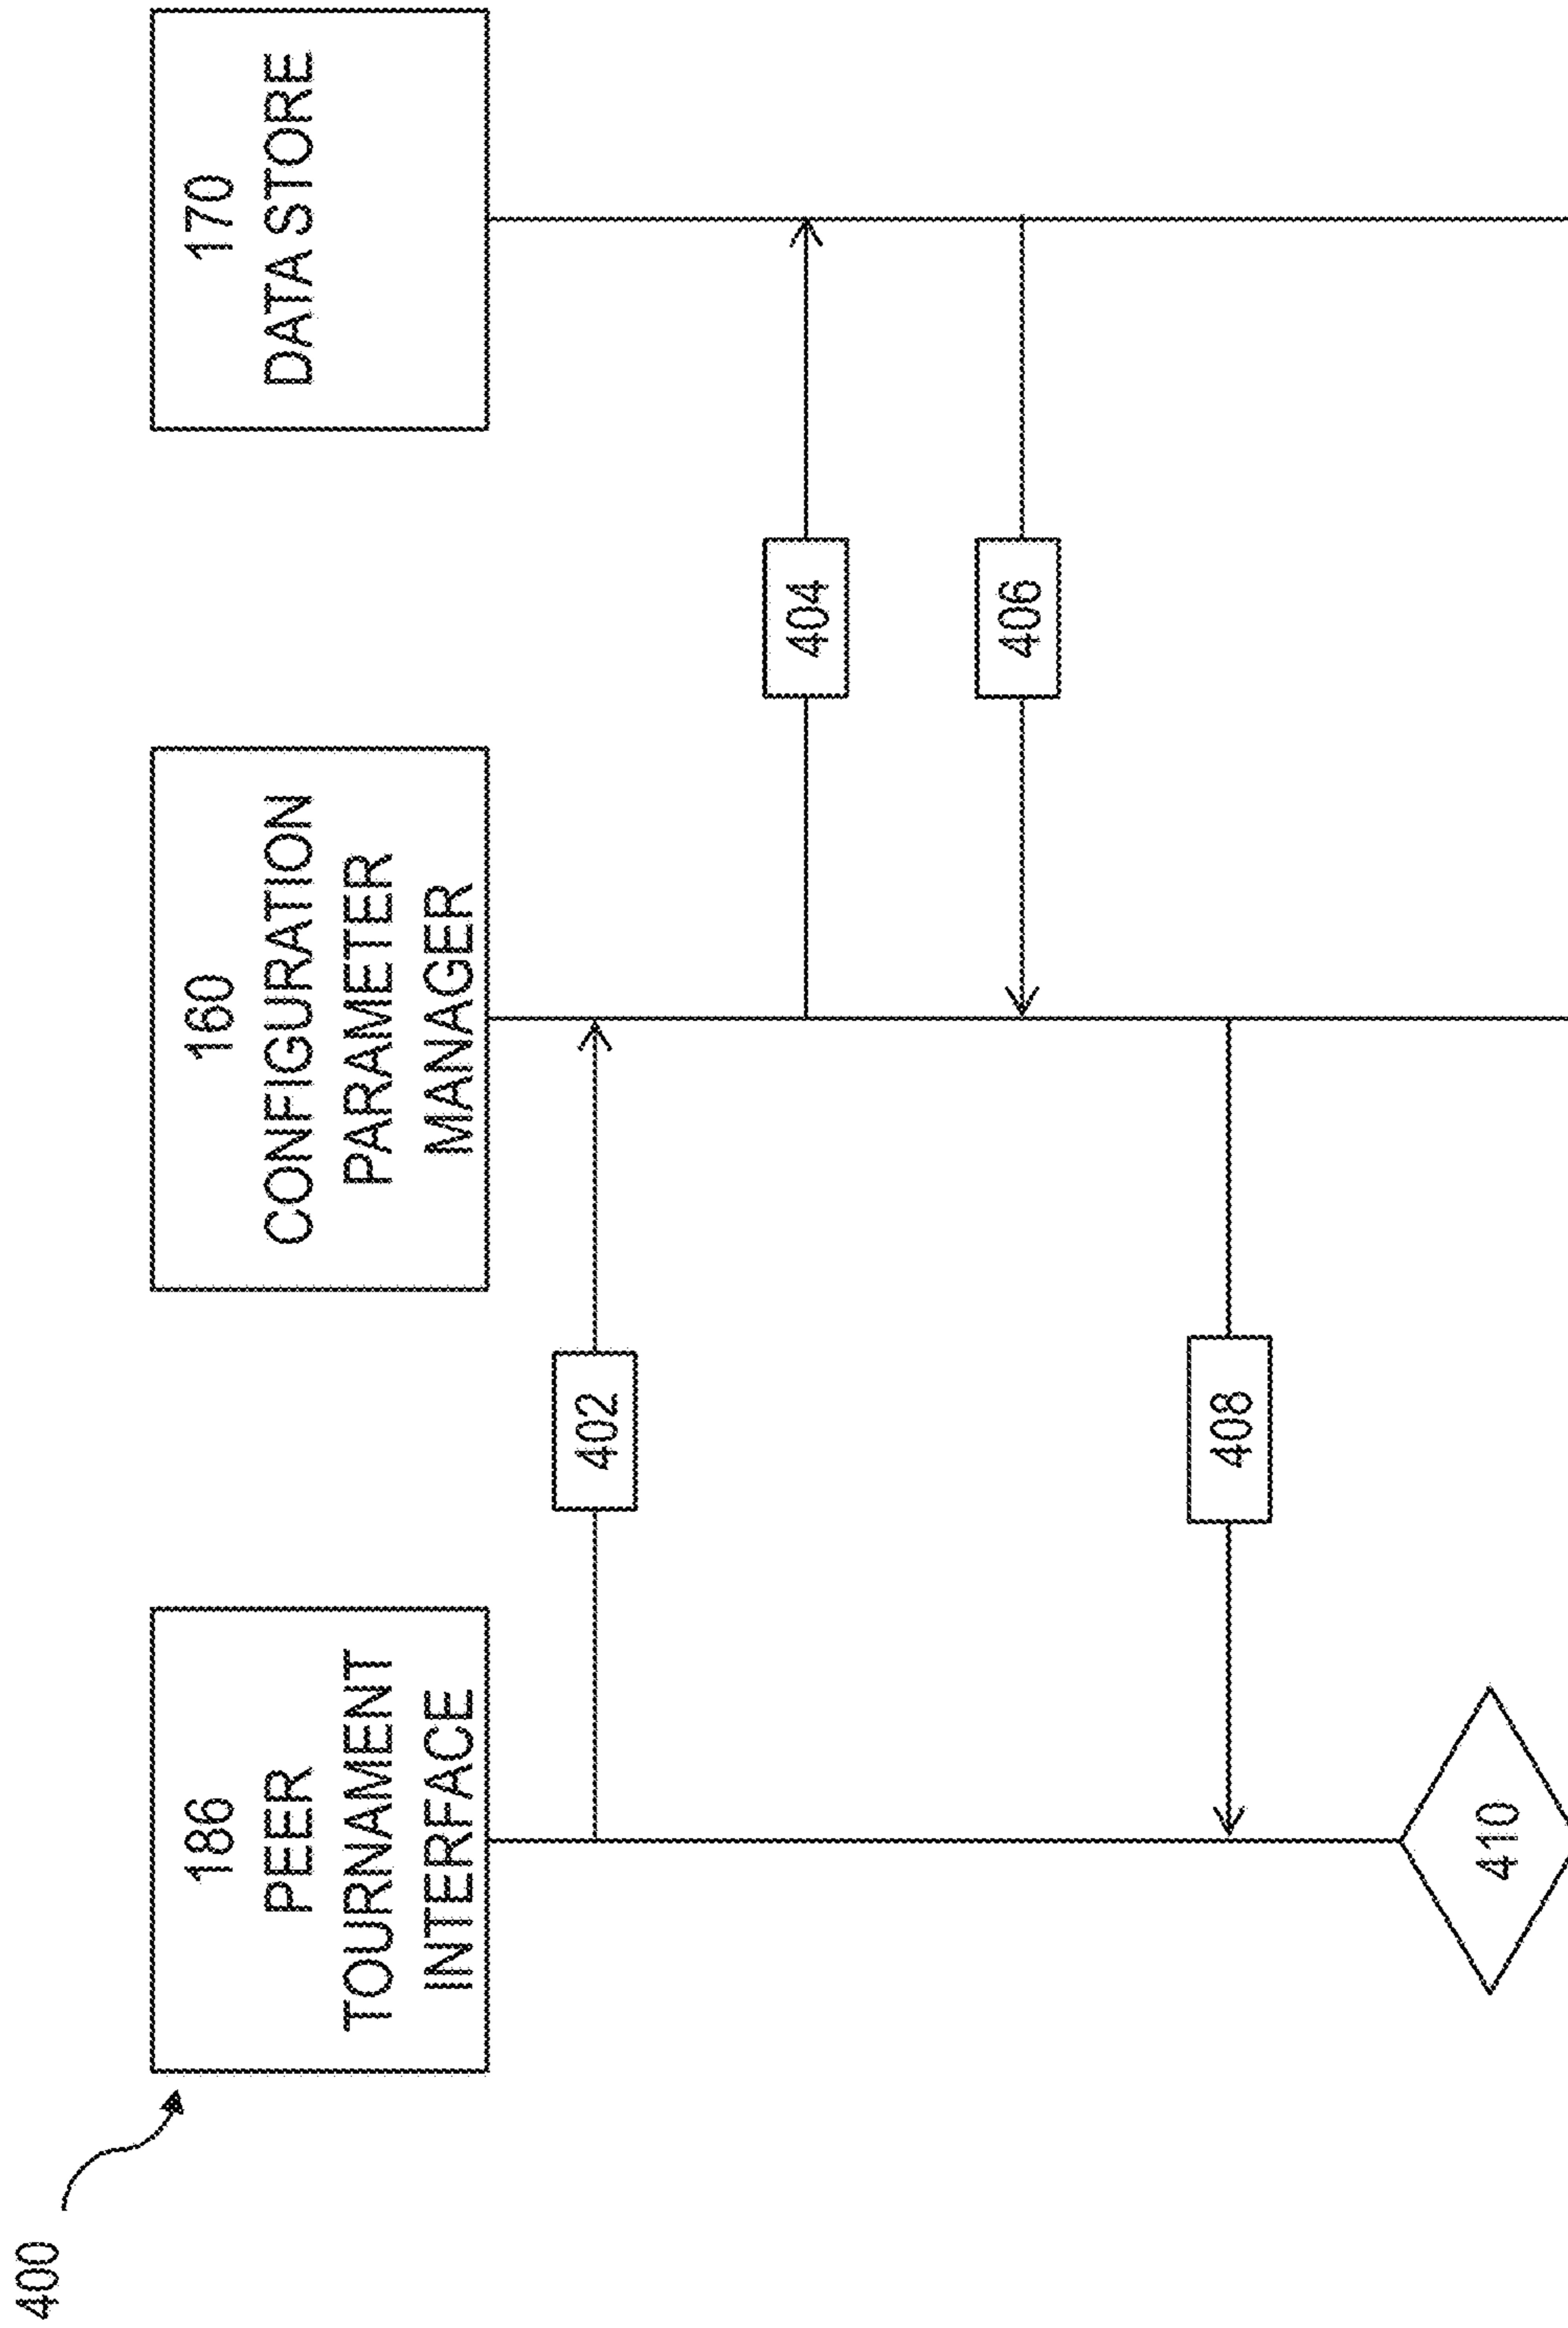 400
186
PEER
TOURNAMENT
INTERFACE
160
CONFIGURATION
PARAMETER
MANAGER
170
DATA STORE
402
404
406
408
410